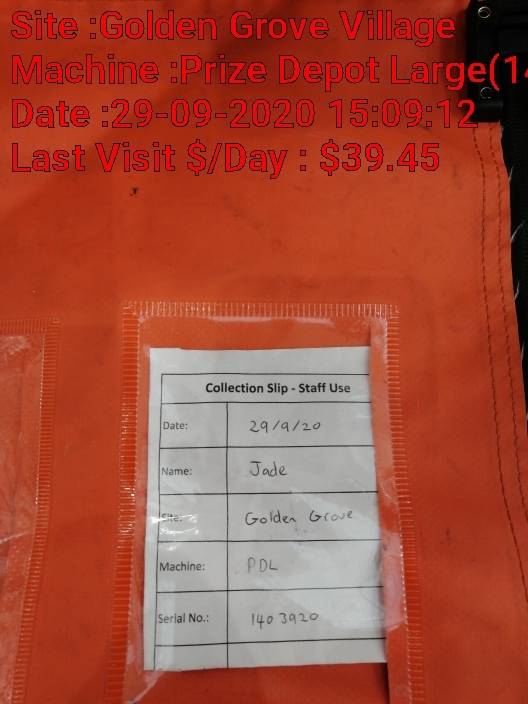 Site :Golden Grove Village
Machine :Prize Depot Large(14
Date :29-09-2020 15:09:12
Last Visit $/Day : $39.45
Collection Slip - Staff Use
Date: 29/9/20
Name: Jade
Site: Golden Grove
Machine: PDL
Serial No.: 1403920